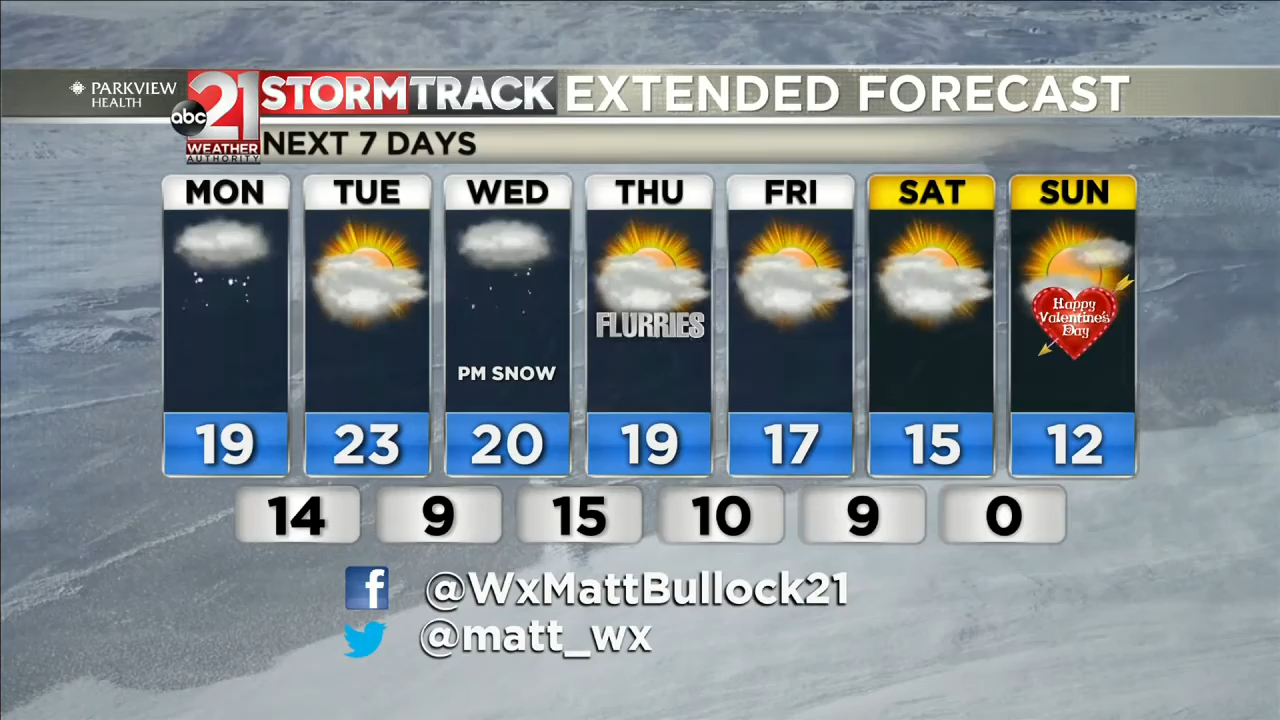 PARKVIEW
HEALTH
abc
21
WEATHER
AUTHORITY
STORMTRACK
EXTENDED FORECAST
NEXT 7 DAYS
MON TUE WED THU FRI SAT SUN
FLURRIES
Happy
Valentine's
Day
PM SNOW
19 23 20 19 17 15 12
14 9 15 10 9 0
f @WxMattBullock21
@matt_wx